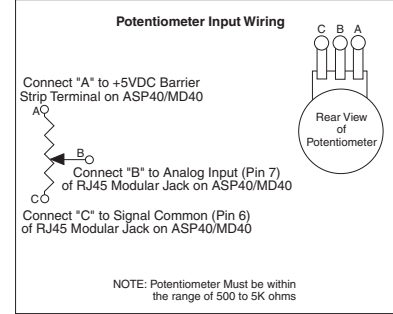 Potentiometer Input Wiring
C B A
Connect "A" to +5VDC Barrier
Strip Terminal on ASP40/MD40
A
Rear View
of
Potentiometer
B
Connect "B" to Analog Input (Pin 7)
of RJ45 Modular Jack on ASP40/MD40
C
Connect "C" to Signal Common (Pin 6)
of RJ45 Modular Jack on ASP40/MD40
NOTE: Potentiometer Must be within
the range of 500 to 5K ohms